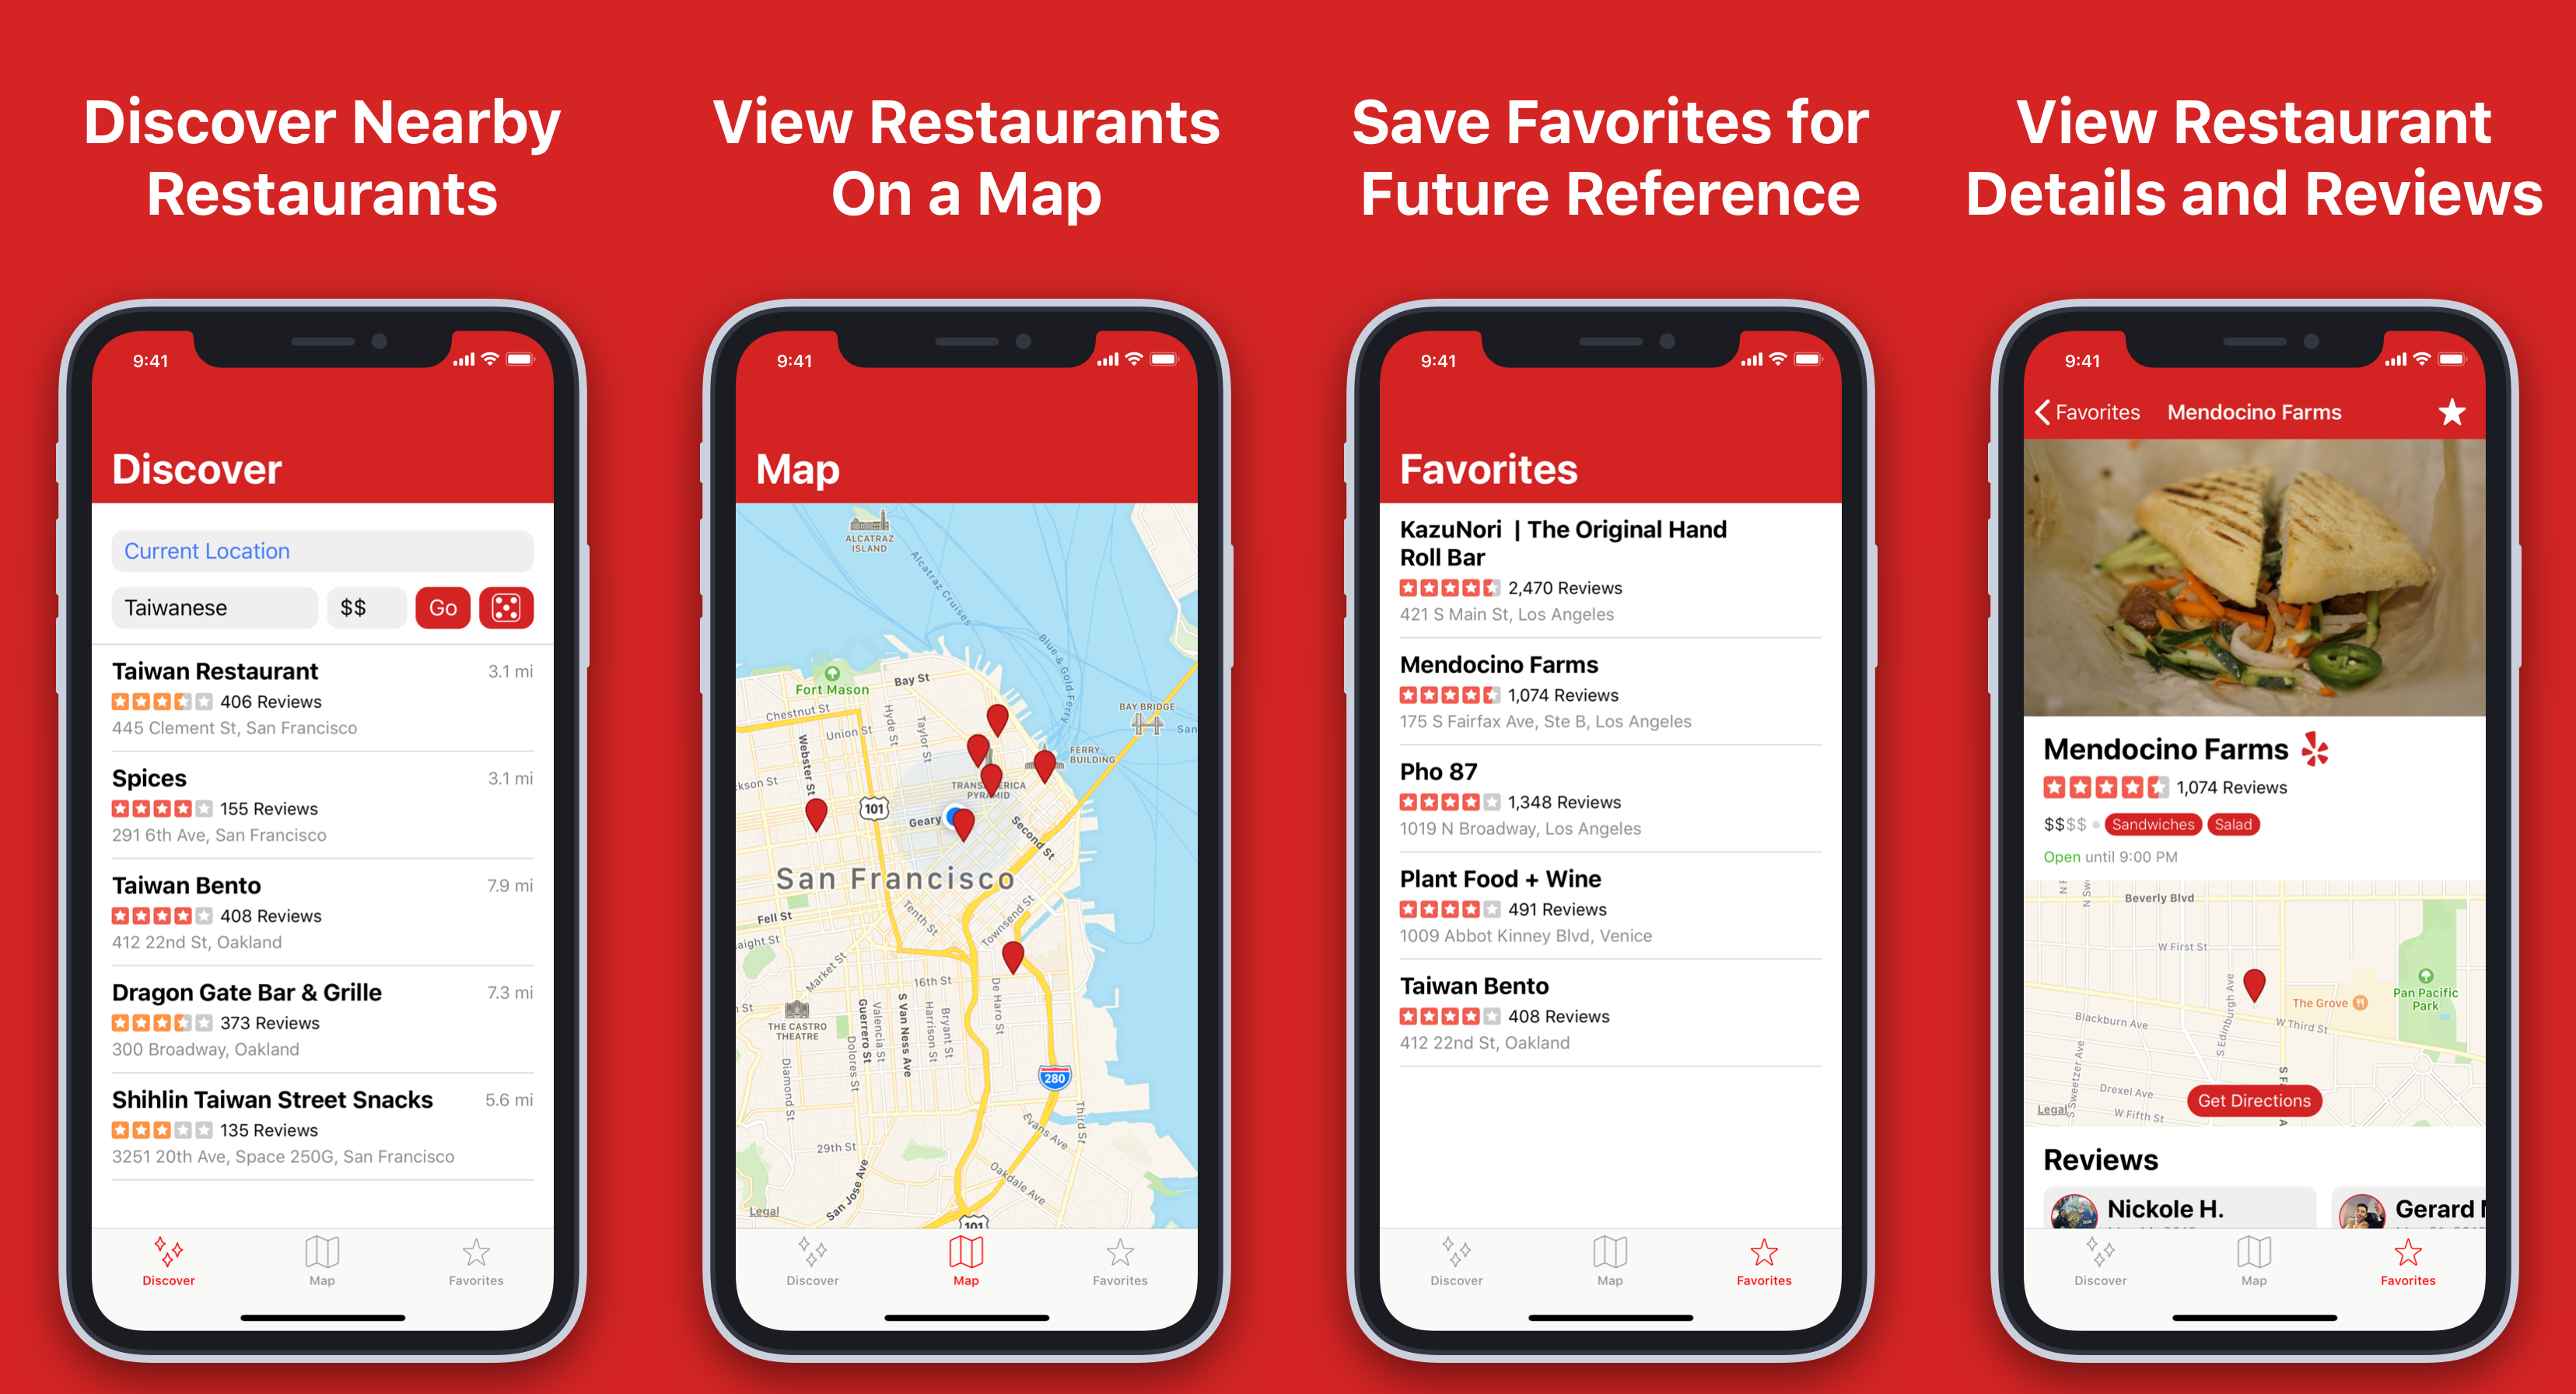 Discover Nearby
Restaurants
9:41
Discover
Current Location
Taiwanese
$$
Go
Taiwan Restaurant
3.1 mi
406 Reviews
445 Clement St, San Francisco
Spices
3.1 mi
155 Reviews
291 6th Ave, San Francisco
Taiwan Bento
7.9 mi
408 Reviews
412 22nd St, Oakland
Dragon Gate Bar & Grille
7.3 mi
373 Reviews
300 Broadway, Oakland
Shihlin Taiwan Street Snacks
5.6 mi
135 Reviews
3251 20th Ave, Space 250G, San Francisco
Discover
Map
Favorites
View Restaurants
On a Map
9:41
Map
ALCATRAZ
ISLAND
Alcatraz Cruises
Blue & Gold Ferry
Fort Mason
Bay St
BAY BRIDGE
San
Chestnut St
Hyde St
Taylor St
Union St
Webster St
FERRY
BUILDING
kson St
PYRAMID
101
Geary
Second St
San Francisco
Fell St
Tenth St
Townsend St
aight St
Market St
16th St
n St
THE CASTRO
THEATRE
De Haro St
S Van Ness Ave
Valencia St
Guerrero St
Harrison St
Bryant St
Dolores St
Diamond St
280
Third St
Evans Ave
29th St
Oakdale Ave
San Jose Ave
Legal
101
Discover
Map
Favorites
Save Favorites for
Future Reference
9:41
Favorites
KazuNori | The Original Hand
Roll Bar
2,470 Reviews
421 S Main St, Los Angeles
Mendocino Farms
1,074 Reviews
175 S Fairfax Ave, Ste B, Los Angeles
Pho 87
1,348 Reviews
1019 N Broadway, Los Angeles
Plant Food + Wine
491 Reviews
1009 Abbot Kinney Blvd, Venice
Taiwan Bento
408 Reviews
412 22nd St, Oakland
Discover
Map
Favorites
View Restaurant
Details and Reviews
9:41
Favorites
Mendocino Farms
Mendocino Farms
1,074 Reviews
$$$$
Sandwiches
Salad
Open until 9:00 PM
Beverly Blvd
W First St
S Edinburgh Ave
The Grove
Pan Pacific
Park
Blackburn Ave
W Third St
S Sweetzer Ave
Drexel Ave
W Fifth St
Get Directions
Legal
Reviews
Nickole H.
Gerard
Discover
Map
Favorites